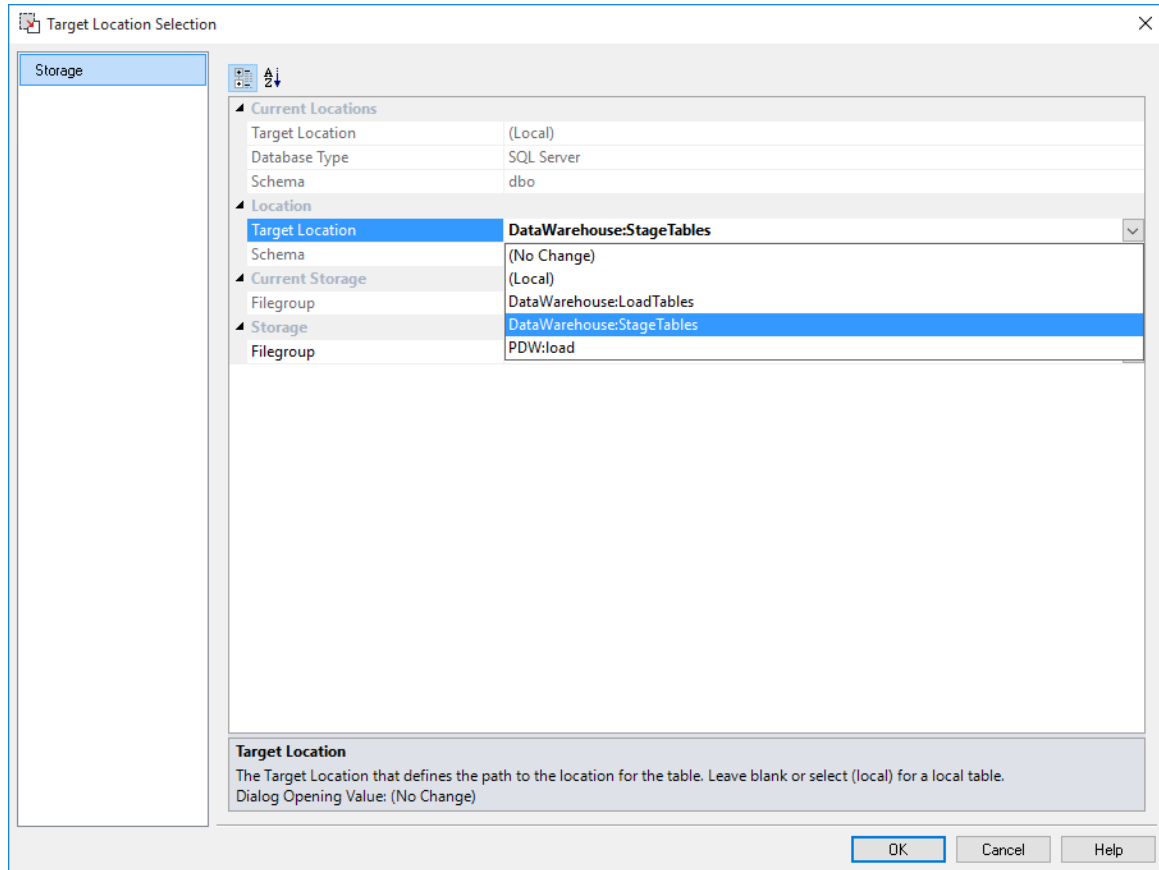 Target Location Selection
Storage
Current Locations
Target Location (Local)
Database Type SQL Server
Schema dbo
Location
Target Location DataWarehouse:StageTables
Schema (No Change)
(Local)
Current Storage
Filegroup DataWarehouse:LoadTables
Storage DataWarehouse:StageTables
Filegroup PDW:load
Target Location
The Target Location that defines the path to the location for the table. Leave blank or select (local) for a local table.
Dialog Opening Value: (No Change)
OK Cancel Help